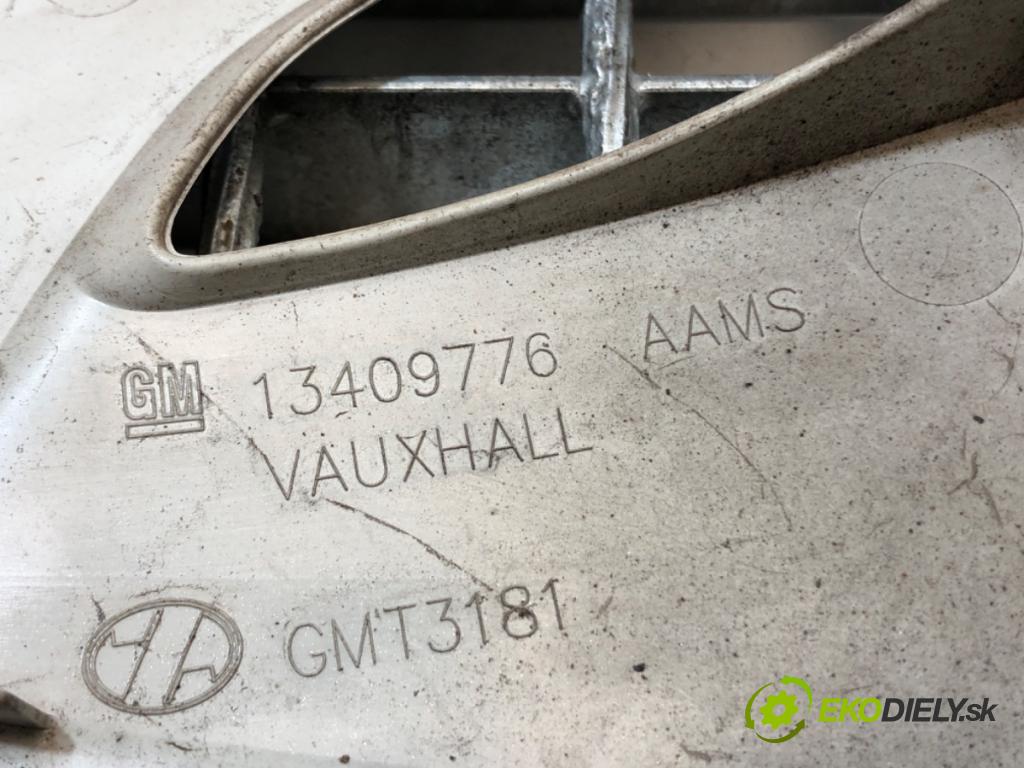 GM 13409776 AAMS
VAUXHALL
GMT3181
EKODIELY.sk